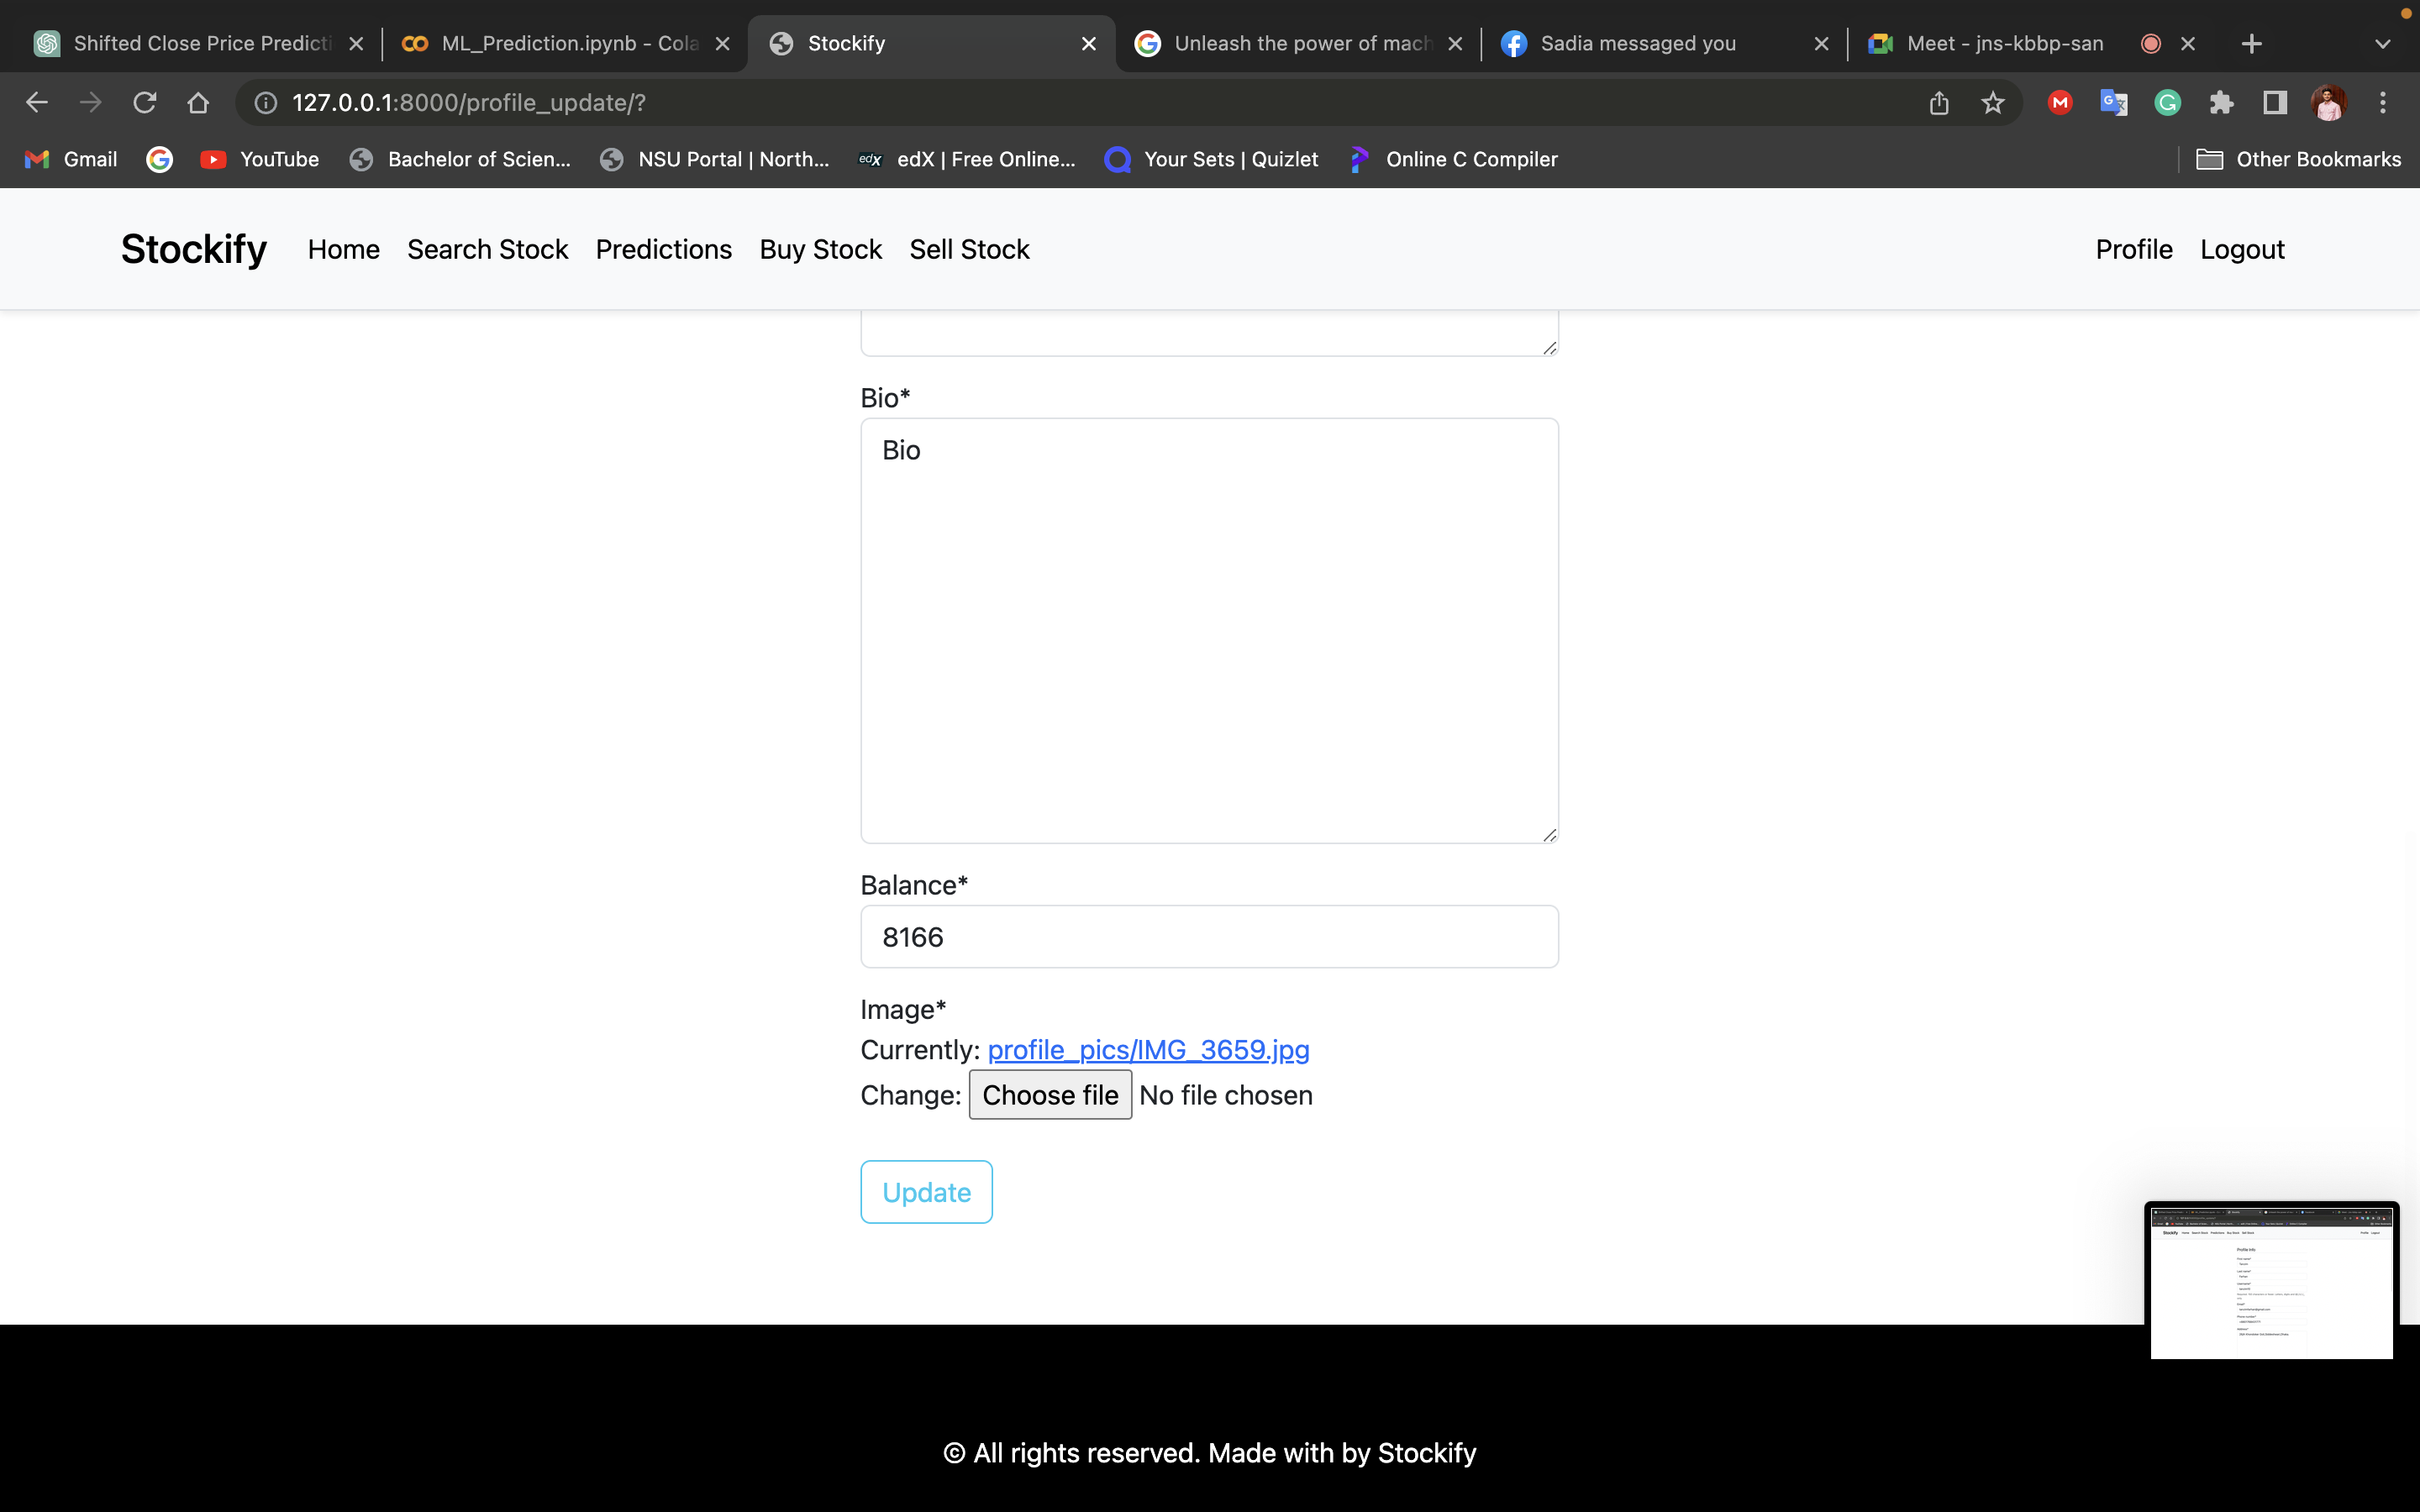 Shifted Close Price Predicti
ML_Prediction.ipynb - Cola
Stockify
Unleash the power of mach
Sadia messaged you
Meet - jns-kbbp-san
127.0.0.1:8000/profile_update/?
Gmail
YouTube
Bachelor of Scien...
NSU Portal | North...
edX
edX | Free Online...
Your Sets | Quizlet
Online C Compiler
Other Bookmarks
Stockify Home Search Stock Predictions Buy Stock Sell Stock Profile Logout
Bio*
Bio
Balance*
8166
Image*
Currently: profile_pics/IMG_3659.jpg
Change: Choose file No file chosen
Update
© All rights reserved. Made with by Stockify